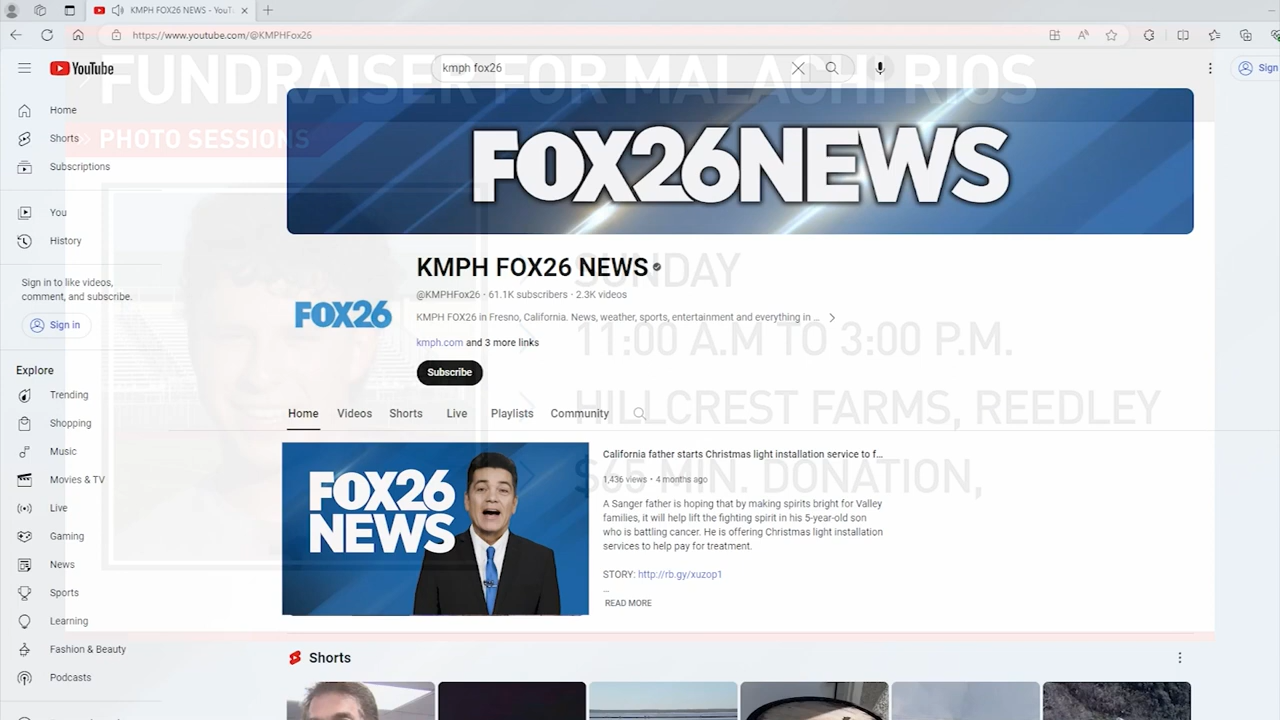 KMPH FOX26 NEWS - YouT
https://www.youtube.com/@KMPHFox26
YouTube
kmph fox26
Sign
FUNDRAISER FOR MALACHI RIOS
PHOTO SESSIONS
Home
Shorts
Subscriptions
You
History
Sign in to like videos,
comment, and subscribe.
Sign in
Explore
Trending
Shopping
Music
Movies & TV
Live
Gaming
News
Sports
Learning
Fashion & Beauty
Podcasts
FOX26NEWS
FOX26
KMPH FOX26 NEWS
@KMPHFox26 · 61.1K subscribers · 2.3K videos
KMPH FOX26 in Fresno, California. News, weather, sports, entertainment and everything in ...
kmph.com and 3 more links
Subscribe
SUNDAY
11:00 A.M TO 3:00 P.M.
HILLCREST FARMS, REEDLEY
$65 MIN. DONATION,
Home Videos Shorts Live Playlists Community
FOX26
NEWS
California father starts Christmas light installation service to f...
1,436 views · 4 months ago
A Sanger father is hoping that by making spirits bright for Valley
families, it will help lift the fighting spirit in his 5-year-old son
who is battling cancer. He is offering Christmas light installation
services to help pay for treatment.
STORY: http://rb.gy/xuzop1
...
READ MORE
Shorts